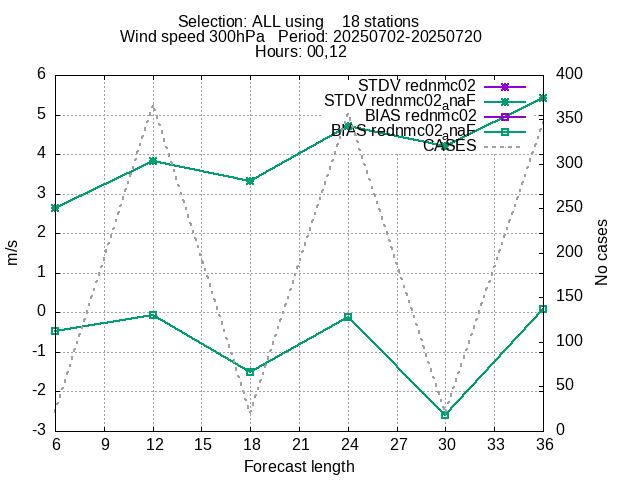 Selection: ALL using    18 stations
Wind speed 300hPa   Period: 20250702-20250720
Hours: 00,12
STDV rednmc02
STDV rednmc02anaF
BIAS rednmc02
BIAS rednmc02anaF
CASES
m/s
6
5
4
3
2
1
0
-1
-2
-3
400
350
300
250
200
150
100
50
0
No cases
6 9 12 15 18 21 24 27 30 33 36
Forecast length